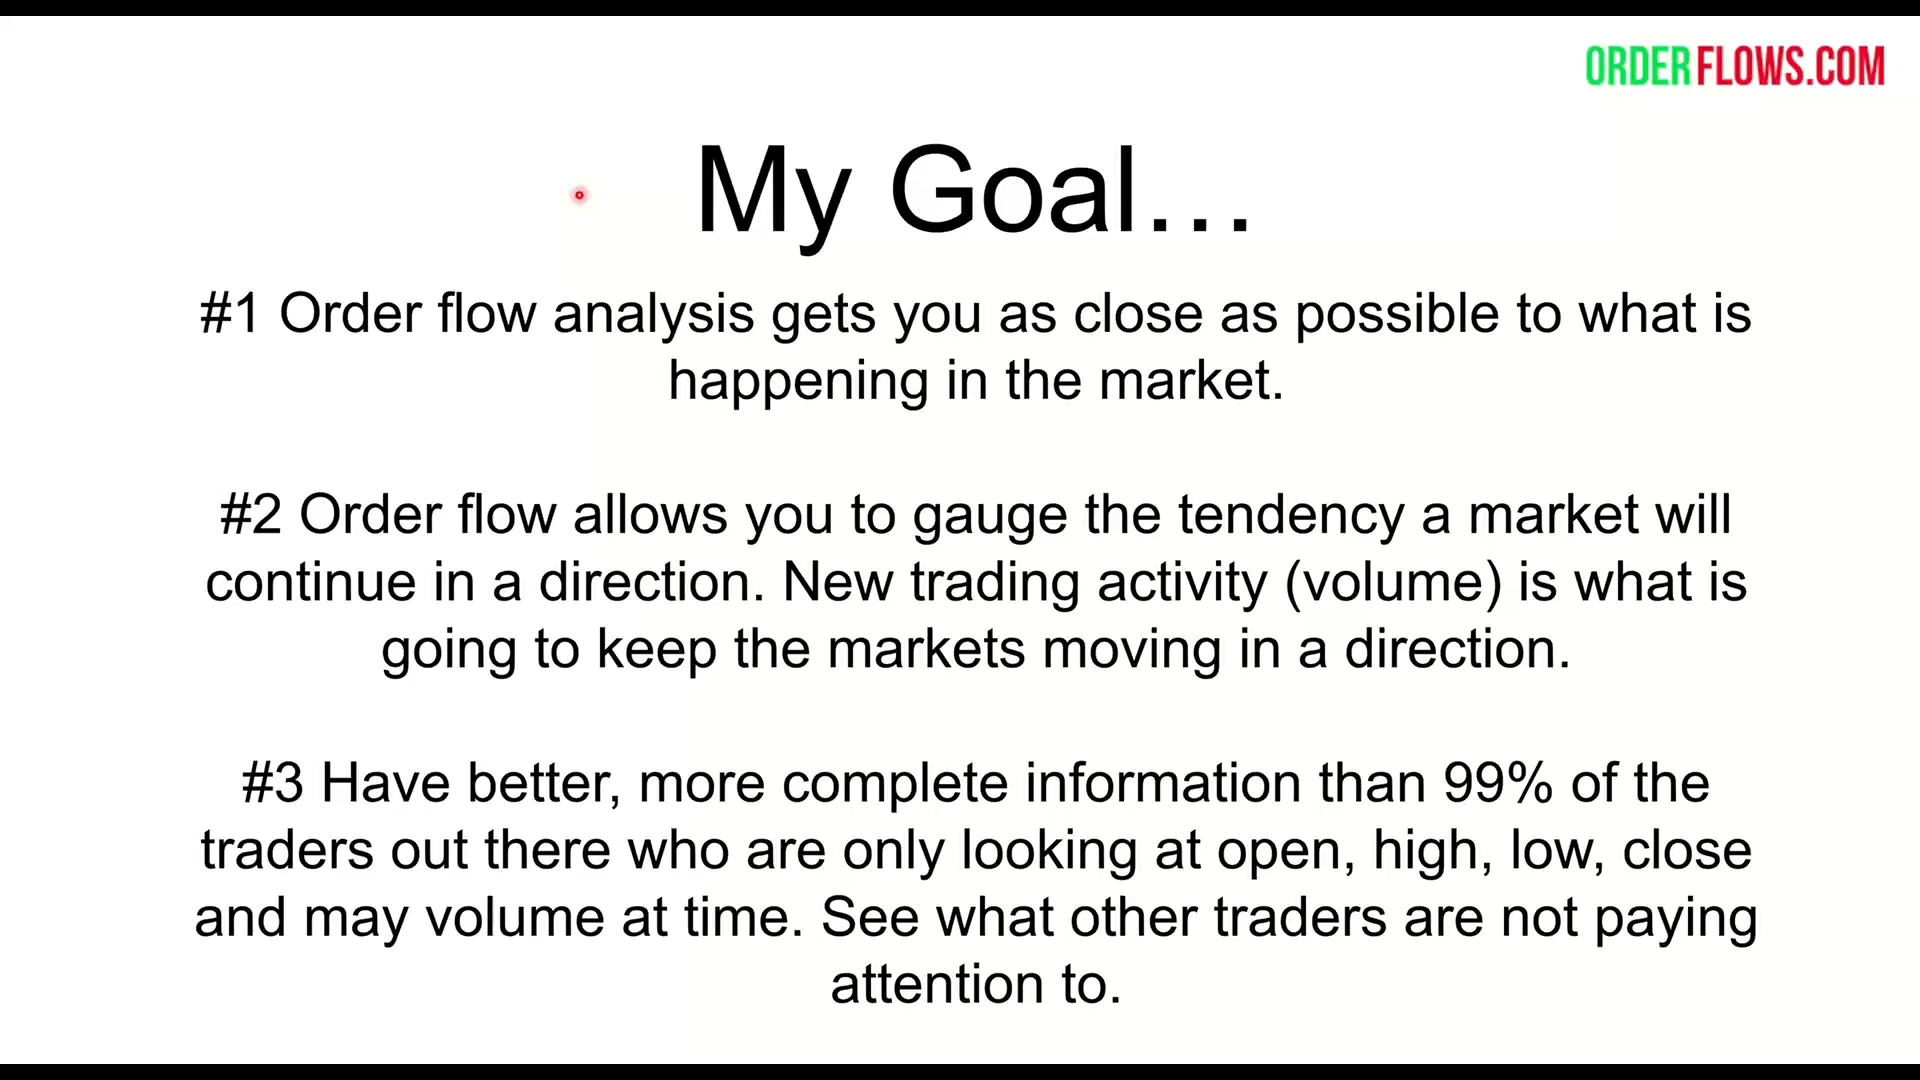 ORDERFLOWS.COM
My Goal…
#1 Order flow analysis gets you as close as possible to what is
happening in the market.
#2 Order flow allows you to gauge the tendency a market will
continue in a direction. New trading activity (volume) is what is
going to keep the markets moving in a direction.
#3 Have better, more complete information than 99% of the
traders out there who are only looking at open, high, low, close
and may volume at time. See what other traders are not paying
attention to.